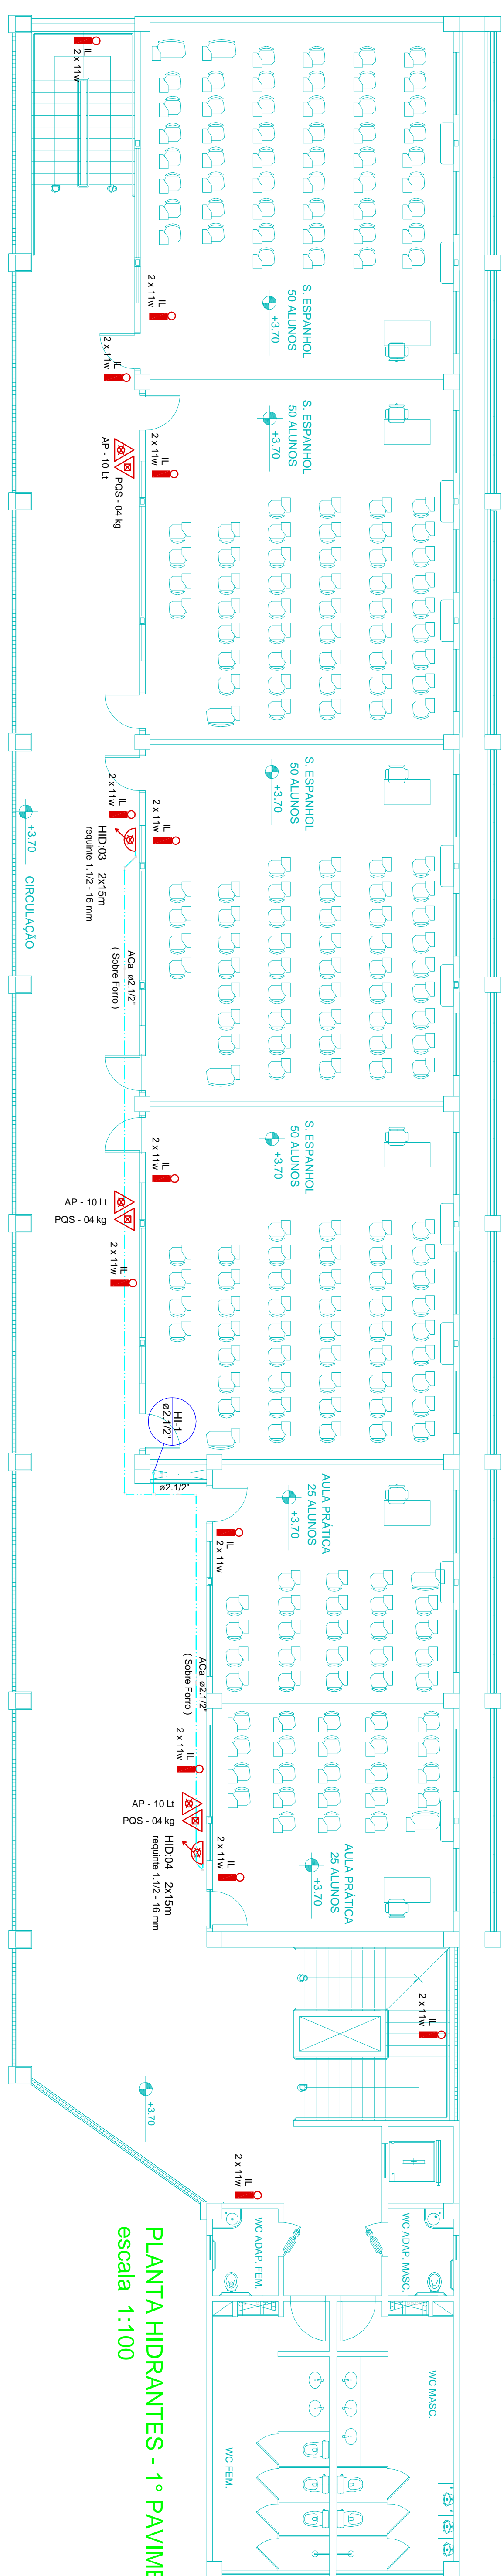 IL
2 x 11w
S
D
IL
2 x 11w
S. ESPANHOL
50 ALUNOS
+3.70
IL
2 x 11w
S. ESPANHOL
50 ALUNOS
+3.70
IL
2 x 11w
PQS - 04 kg
AP - 10 Lt
S. ESPANHOL
50 ALUNOS
+3.70
IL
2 x 11w
IL
2 x 11w
HID:03 2x15m
requinte 1.1/2 - 16 mm
+3.70 CIRCULAÇÃO
ACa ø2.1/2"
( Sobre Forro )
S. ESPANHOL
50 ALUNOS
+3.70
IL
2 x 11w
AP - 10 Lt
PQS - 04 kg
IL
2 x 11w
HI-1
ø2.1/2"
ø2.1/2"
AULA PRÁTICA
25 ALUNOS
+3.70
IL
2 x 11w
ACa ø2.1/2"
( Sobre Forro )
IL
2 x 11w
AP - 10 Lt
PQS - 04 kg
HID:04 2x15m
requinte 1.1/2 - 16 mm
AULA PRÁTICA
25 ALUNOS
+3.70
IL
2 x 11w
S
D
IL
2 x 11w
+3.70
IL
2 x 11w
WC ADAP. MASC.
WC ADAP. FEM.
WC MASC.
WC FEM.
PLANTA HIDRANTES - 1° PAVIME
escala 1:100